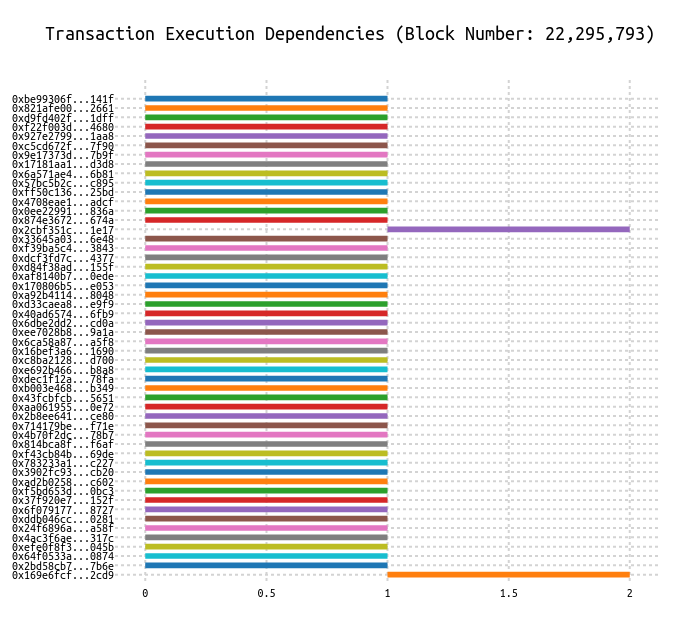 Transaction Execution Dependencies (Block Number: 22,295,793)
0xbe99306f...141f
0x821afe00...2661
0xd9fd402f...1dff
0xf22f003d...4680
0x927e2799...1aa8
0xc5cd672f...7f90
0x9e17373d...7b9f
0x17181aa1...d3d8
0x6a571ae4...6b81
0x57bc5b2c...c895
0xff50c136...25bd
0x4708eae1...adcf
0x0ee22991...836a
0x874e3672...674a
0x2cbf351c...1e17
0x33645a03...6e48
0xf39ba5c4...3843
0xdcf3fd7c...4377
0xd84f38ad...155f
0xaf8140b7...0ede
0x170806b5...e053
0xa92b4114...8048
0xd33caea8...e9f9
0x40ad6574...6fb9
0x6dbe2dd2...cd0a
0xee7028b8...9a1a
0x6ca58a87...a5f8
0x16bef3a6...1690
0xc8ba2128...d700
0xe692b466...b8a8
0xdec1f12a...78fa
0xb003e468...b349
0x43fcbfcb...5651
0xaa061955...0e72
0x2b8ee641...ce80
0x714179be...f71e
0x4b70f2dc...78b7
0x814bca8f...f6af
0xf43cb84b...69de
0x783233a1...c227
0x3902fc93...cb20
0xad2b0258...c602
0xf5bd653d...0bc3
0x37f920e7...152f
0x6f079177...8727
0xddb046cc...0281
0x24f6896a...a58f
0x4ac3f6ae...317c
0xefe0f8f3...045b
0x64f0533a...0874
0x2bd58cb7...7b6e
0x169e6fcf...2cd9
0 0.5 1 1.5 2